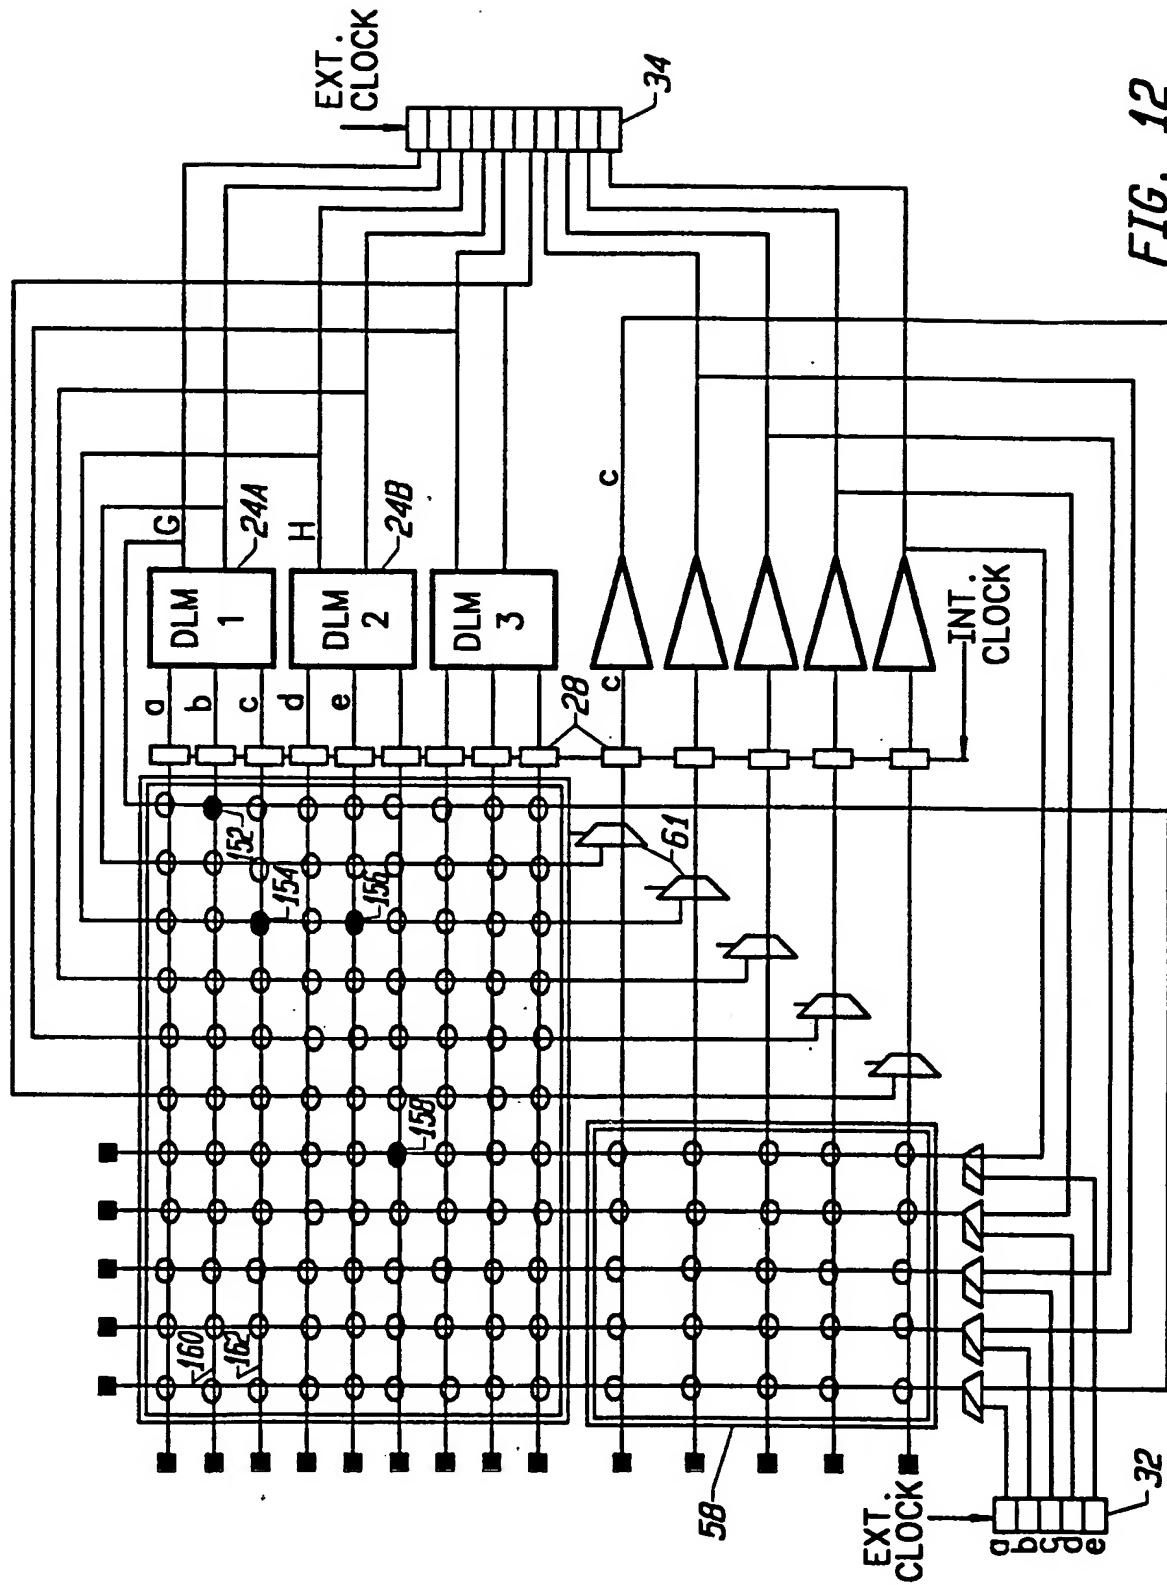 EXT.
CLOCK
34
FIG. 12
G
DLM
1
24A
H
DLM
2
24B
DLM
3
a
b
c
d
e
c
c
28
INT.
CLOCK
152
154
156
158
160
162
61
58
EXT.
CLOCK
a
b
c
d
e
32